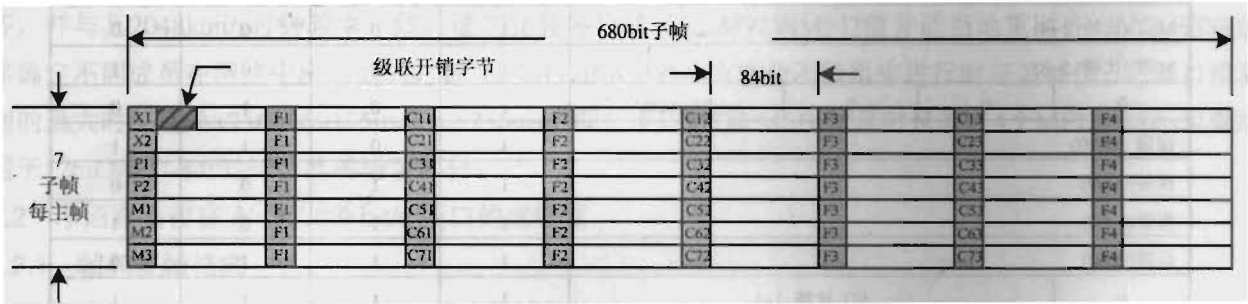 680bit子帧
级联开销字节
84bit
X1 F1 C11 F2 C12 F3 C13 F4
X2 F1 C21 F2 C22 F3 C23 F4
P1 F1 C31 F2 C32 F3 C33 F4
P2 F1 C41 F2 C42 F3 C43 F4
M1 F1 C51 F2 C52 F3 C53 F4
M2 F1 C61 F2 C62 F3 C63 F4
M3 F1 C71 F2 C72 F3 C73 F4
7
子帧
每主帧